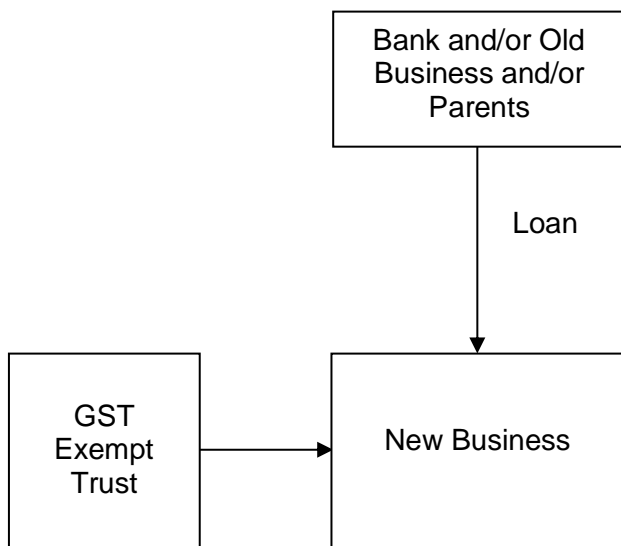 Bank and/or Old
Business and/or
Parents
Loan
GST
Exempt
Trust
New Business